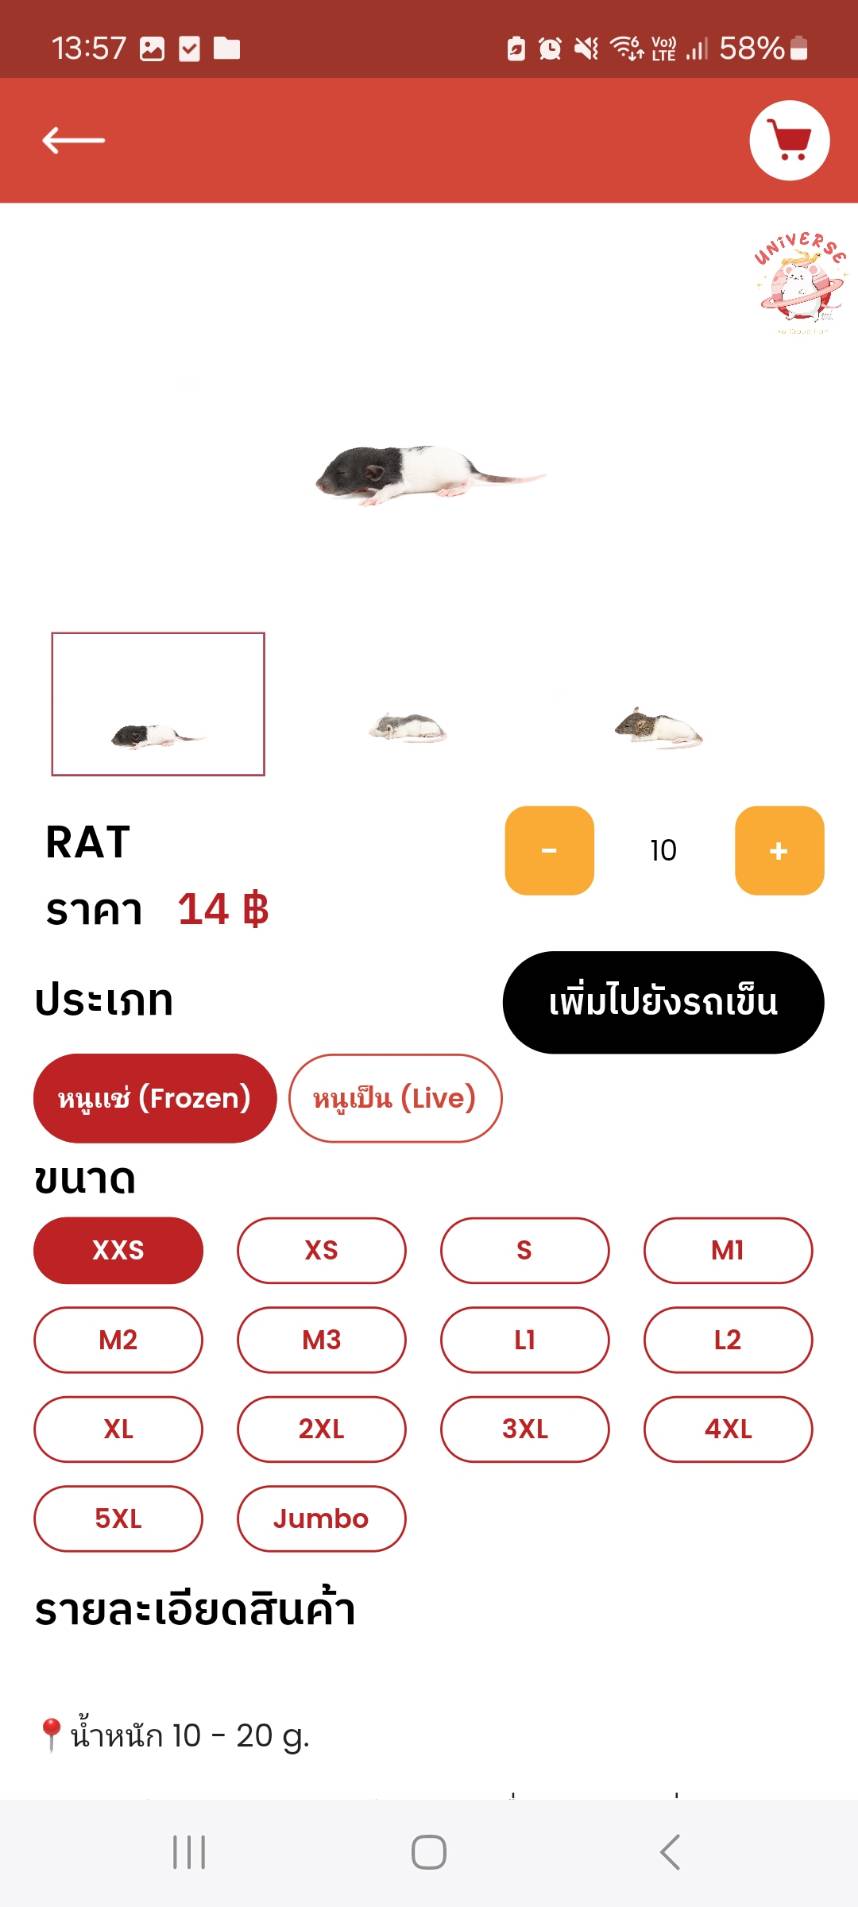 13:57
6 Vo)) LTE 58%
UNIVERSE
RAT
- 10 +
ราคา 14 ฿
ประเภท
เพิ่มไปยังรถเข็น
หนูแช่ (Frozen) หนูเป็น (Live)
ขนาด
XXS XS S M1
M2 M3 L1 L2
XL 2XL 3XL 4XL
5XL Jumbo
รายละเอียดสินค้า
📍น้ำหนัก 10 - 20 g.